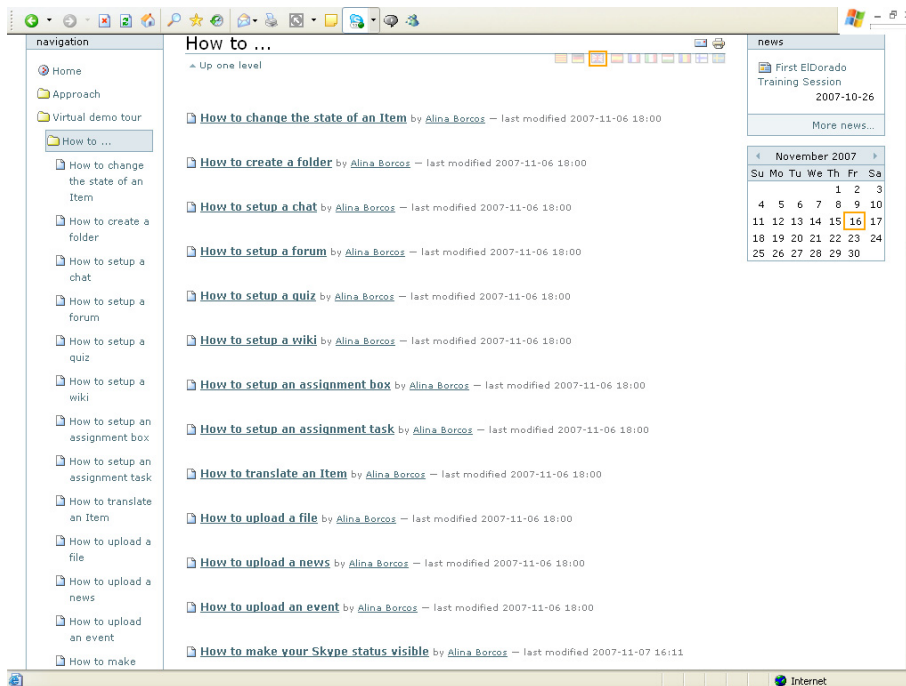 navigation
Home
Approach
Virtual demo tour
How to ...
How to change
the state of an
Item
How to create a
folder
How to setup a
chat
How to setup a
forum
How to setup a
quiz
How to setup a
wiki
How to setup an
assignment box
How to setup an
assignment task
How to translate
an Item
How to upload a
file
How to upload a
news
How to upload
an event
How to make
How to ...
Up one level
How to change the state of an Item by Alina Borcos — last modified 2007-11-06 18:00
How to create a folder by Alina Borcos — last modified 2007-11-06 18:00
How to setup a chat by Alina Borcos — last modified 2007-11-06 18:00
How to setup a forum by Alina Borcos — last modified 2007-11-06 18:00
How to setup a quiz by Alina Borcos — last modified 2007-11-06 18:00
How to setup a wiki by Alina Borcos — last modified 2007-11-06 18:00
How to setup an assignment box by Alina Borcos — last modified 2007-11-06 18:00
How to setup an assignment task by Alina Borcos — last modified 2007-11-06 18:00
How to translate an Item by Alina Borcos — last modified 2007-11-06 18:00
How to upload a file by Alina Borcos — last modified 2007-11-06 18:00
How to upload a news by Alina Borcos — last modified 2007-11-06 18:00
How to upload an event by Alina Borcos — last modified 2007-11-06 18:00
How to make your Skype status visible by Alina Borcos — last modified 2007-11-07 16:11
news
First ElDorado
Training Session
2007-10-26
More news...
November 2007
Su Mo Tu We Th Fr Sa
1 2 3
4 5 6 7 8 9 10
11 12 13 14 15 16 17
18 19 20 21 22 23 24
25 26 27 28 29 30
Internet